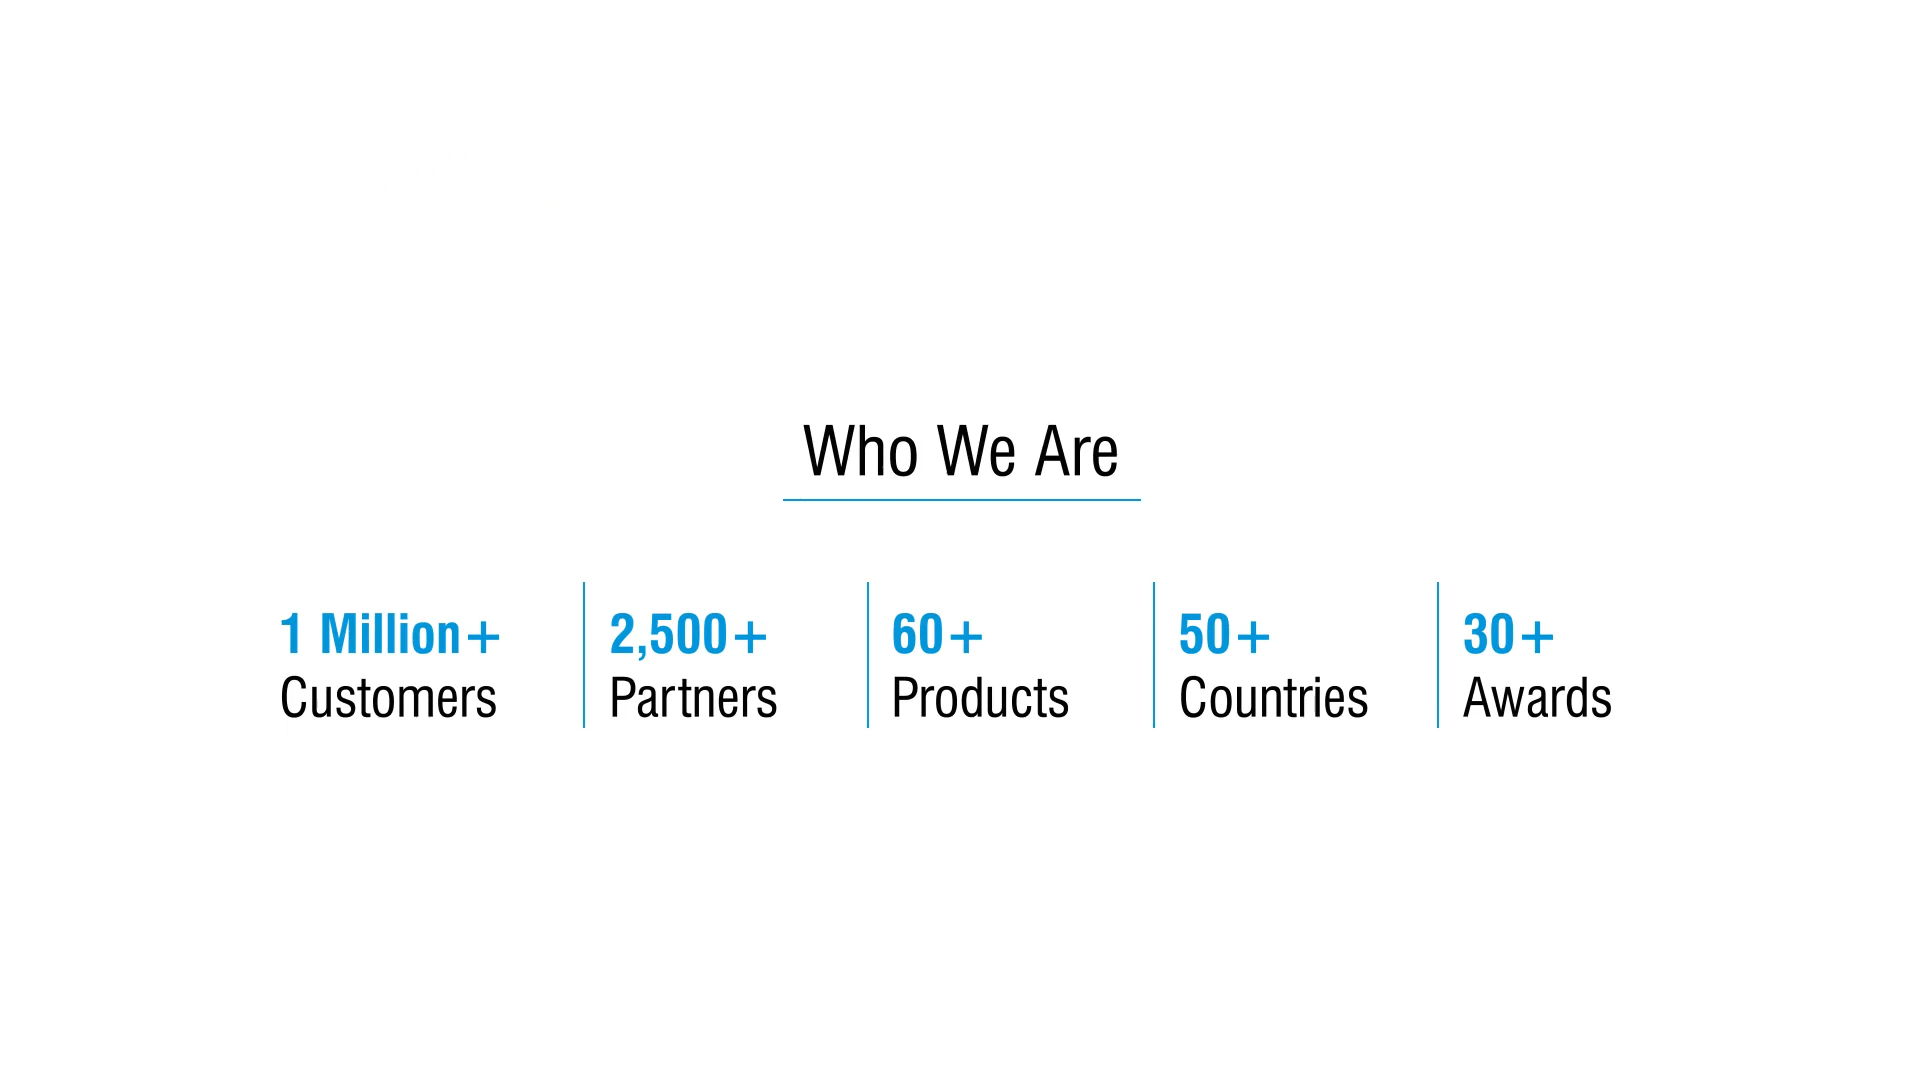 Who We Are
1 Million+ 2,500+ 60+ 50+ 30+
Customers Partners Products Countries Awards